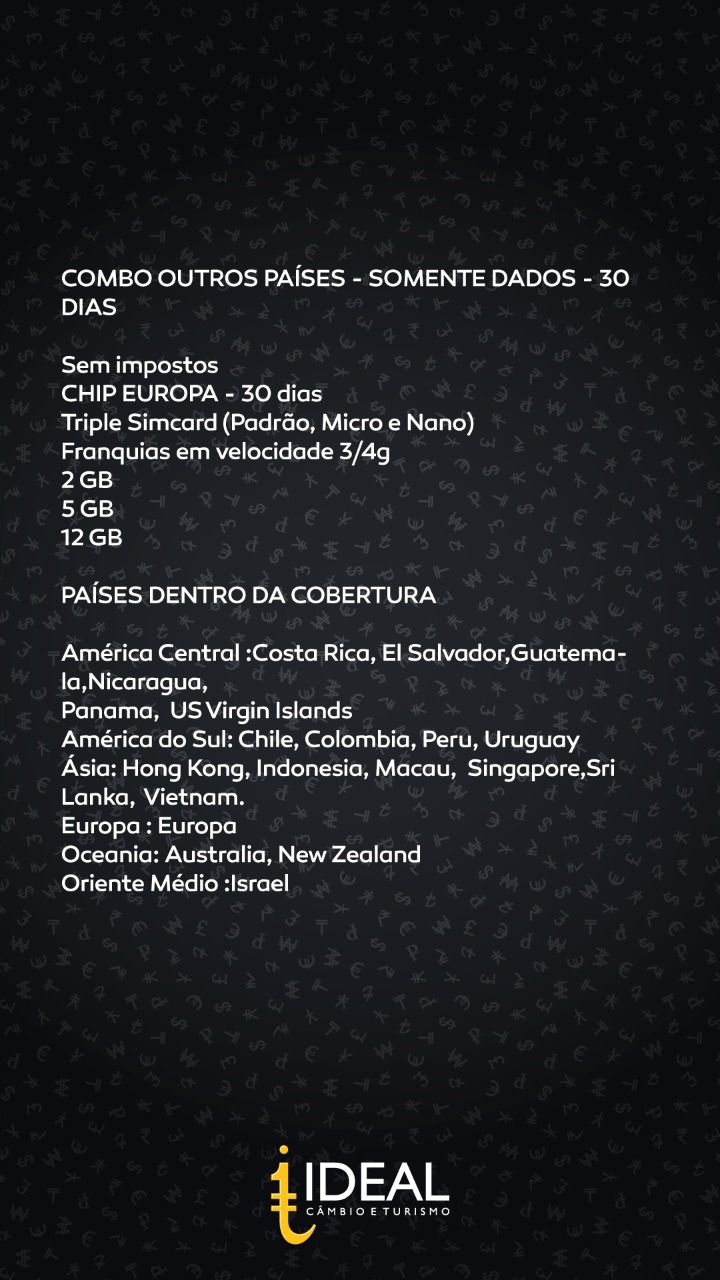 COMBO OUTROS PAÍSES - SOMENTE DADOS - 30
DIAS
Sem impostos
CHIP EUROPA - 30 dias
Triple Simcard (Padrão, Micro e Nano)
Franquias em velocidade 3/4g
2 GB
5 GB
12 GB
PAÍSES DENTRO DA COBERTURA
América Central :Costa Rica, El Salvador,Guatema-
la,Nicaragua,
Panama,  US Virgin Islands
América do Sul: Chile, Colombia, Peru, Uruguay
Ásia: Hong Kong, Indonesia, Macau,  Singapore,Sri
Lanka,  Vietnam.
Europa : Europa
Oceania: Australia, New Zealand
Oriente Médio :Israel
IDEAL
CÂMBIO E TURISMO